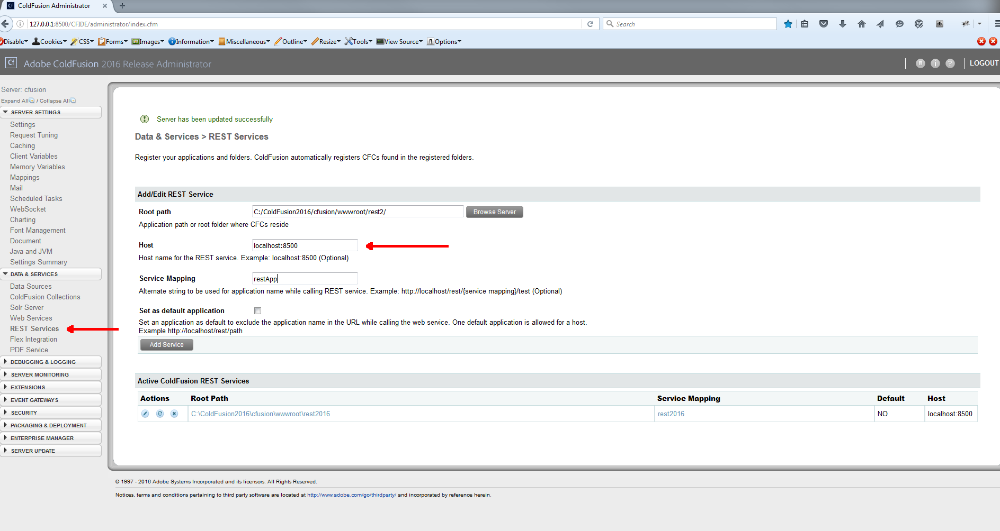 Cf ColdFusion Administrator
127.0.0.1:8500/CFIDE/administrator/index.cfm
Search
Disable Cookies CSS Forms Images Information Miscellaneous Outline Resize Tools View Source Options
Cf Adobe ColdFusion 2016 Release Administrator
LOGOUT
Server: cfusion
Expand All / Collapse All
SERVER SETTINGS
Settings
Request Tuning
Caching
Client Variables
Memory Variables
Mappings
Mail
Scheduled Tasks
WebSocket
Charting
Font Management
Document
Java and JVM
Settings Summary
DATA & SERVICES
Data Sources
ColdFusion Collections
Solr Server
Web Services
REST Services
Flex Integration
PDF Service
DEBUGGING & LOGGING
SERVER MONITORING
EXTENSIONS
EVENT GATEWAYS
SECURITY
PACKAGING & DEPLOYMENT
ENTERPRISE MANAGER
SERVER UPDATE
Server has been updated successfully
Data & Services > REST Services
Register your applications and folders. ColdFusion automatically registers CFCs found in the registered folders.
Add/Edit REST Service
Root path C:/ColdFusion2016/cfusion/wwwroot/rest2/ Browse Server
Application path or root folder where CFCs reside
Host localhost:8500
Host name for the REST service. Example: localhost:8500 (Optional)
Service Mapping restApp
Alternate string to be used for application name while calling REST service. Example: http://localhost/rest/{service mapping}/test (Optional)
Set as default application
Set an application as default to exclude the application name in the URL while calling the web service. One default application is allowed for a host.
Example http://localhost/rest/path
Add Service
Active ColdFusion REST Services
Actions Root Path Service Mapping Default Host
C:\ColdFusion2016\cfusion\wwwroot\rest2016 rest2016 NO localhost:8500
© 1997 - 2016 Adobe Systems Incorporated and its licensors. All Rights Reserved.
Notices, terms and conditions pertaining to third party software are located at http://www.adobe.com/go/thirdparty/ and incorporated by reference herein.